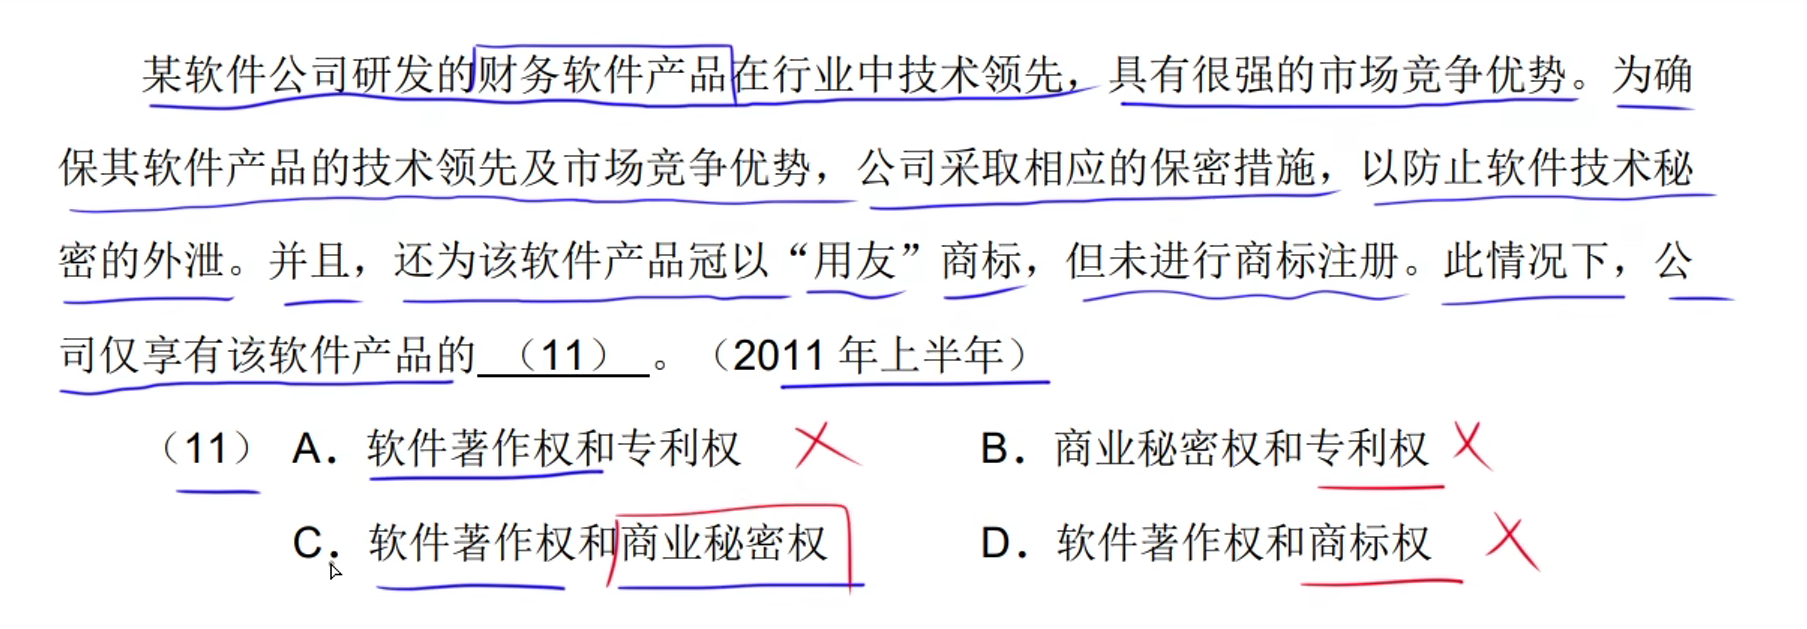 某软件公司研发的财务软件产品在行业中技术领先，具有很强的市场竞争优势。为确
保其软件产品的技术领先及市场竞争优势，公司采取相应的保密措施，以防止软件技术秘
密的外泄。并且，还为该软件产品冠以“用友”商标，但未进行商标注册。此情况下，公
司仅享有该软件产品的（11）。（2011年上半年）
（11） A. 软件著作权和专利权 B. 商业秘密权和专利权
C. 软件著作权和商业秘密权 D. 软件著作权和商标权